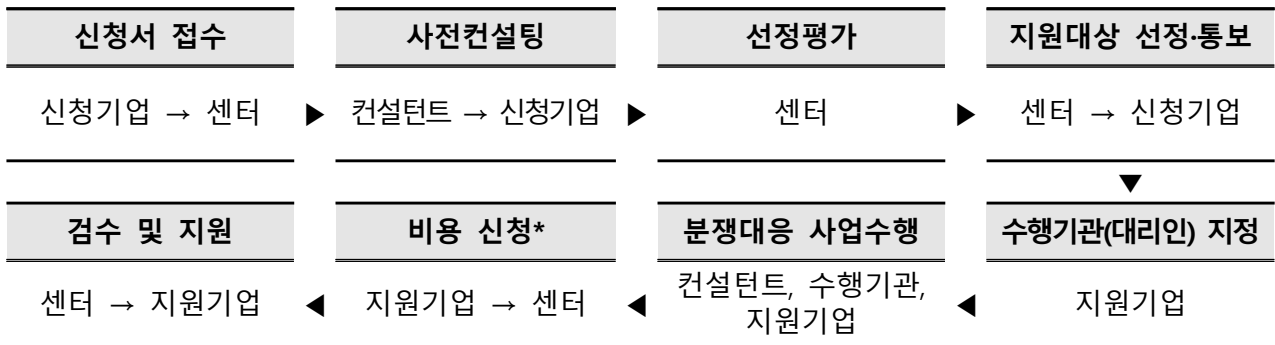 신청서 접수
사전컨설팅
선정평가
지원대상 선정·통보
신청기업 → 센터 ▶ 컨설턴트 → 신청기업 ▶ 센터 ▶ 센터 → 신청기업
▼
검수 및 지원
비용 신청*
분쟁대응 사업수행
수행기관(대리인) 지정
센터 → 지원기업 ◀ 지원기업 → 센터 ◀ 컨설턴트, 수행기관,
지원기업 ◀ 지원기업